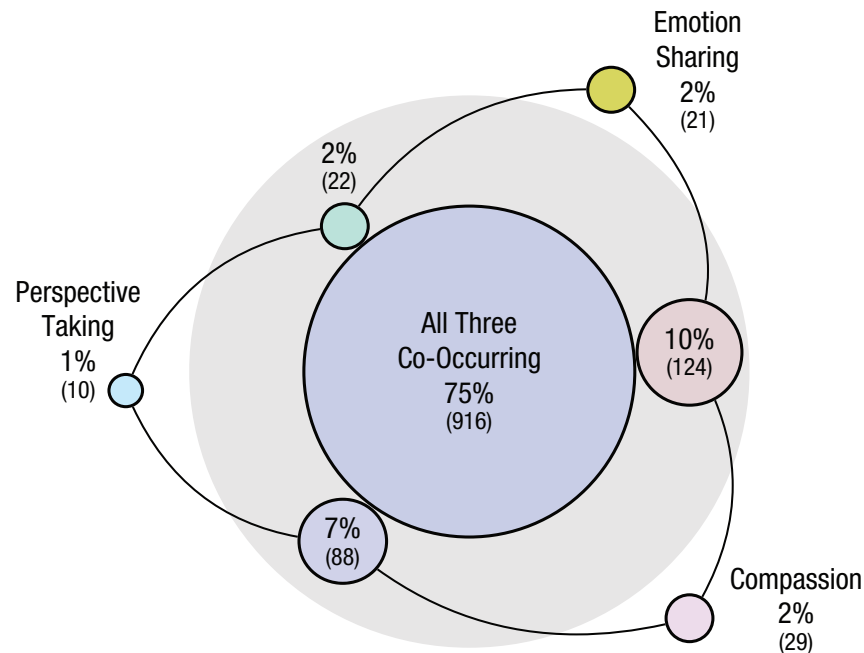 Emotion
Sharing
2%
(21)
2%
(22)
Perspective
Taking
1%
(10)
All Three
Co-Occurring
75%
(916)
10%
(124)
7%
(88)
Compassion
2%
(29)